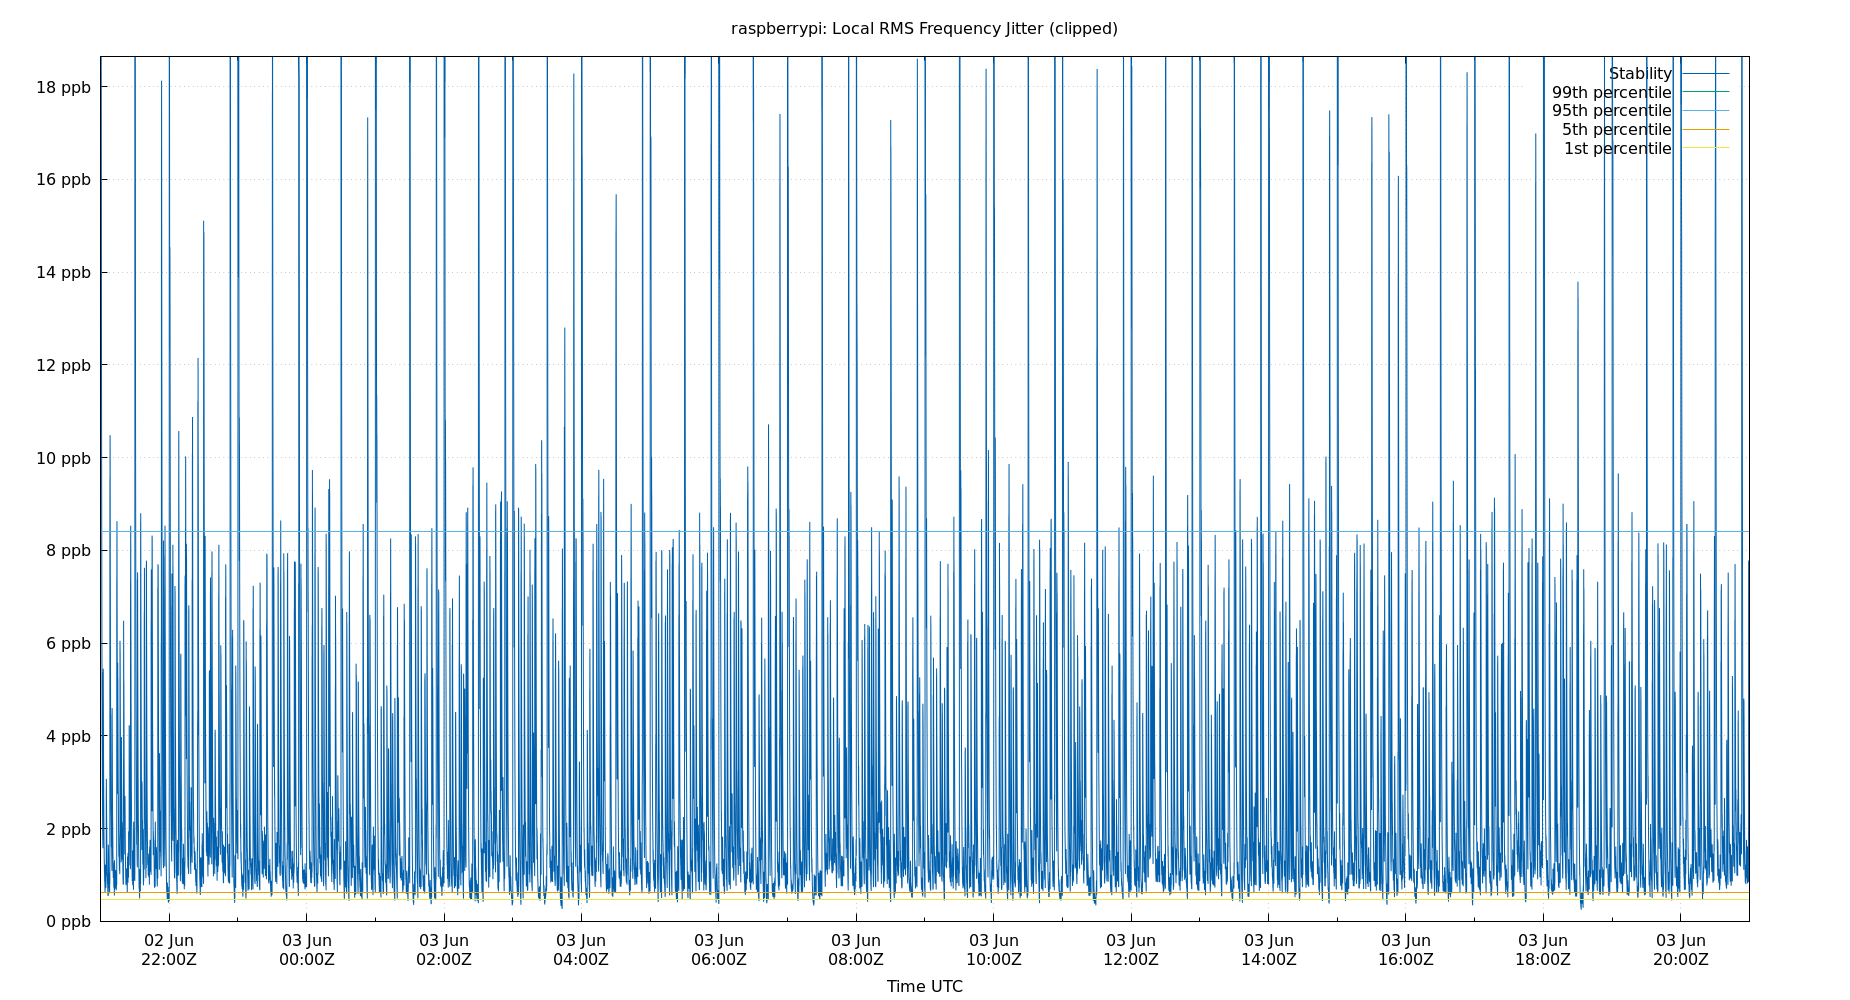 raspberrypi: Local RMS Frequency Jitter (clipped)
18 ppb
16 ppb
14 ppb
12 ppb
10 ppb
8 ppb
6 ppb
4 ppb
2 ppb
0 ppb
Stability
99th percentile
95th percentile
5th percentile
1st percentile
02 Jun 03 Jun 03 Jun 03 Jun 03 Jun 03 Jun 03 Jun 03 Jun 03 Jun 03 Jun 03 Jun 03 Jun
22:00Z 00:00Z 02:00Z 04:00Z 06:00Z 08:00Z 10:00Z 12:00Z 14:00Z 16:00Z 18:00Z 20:00Z
Time UTC